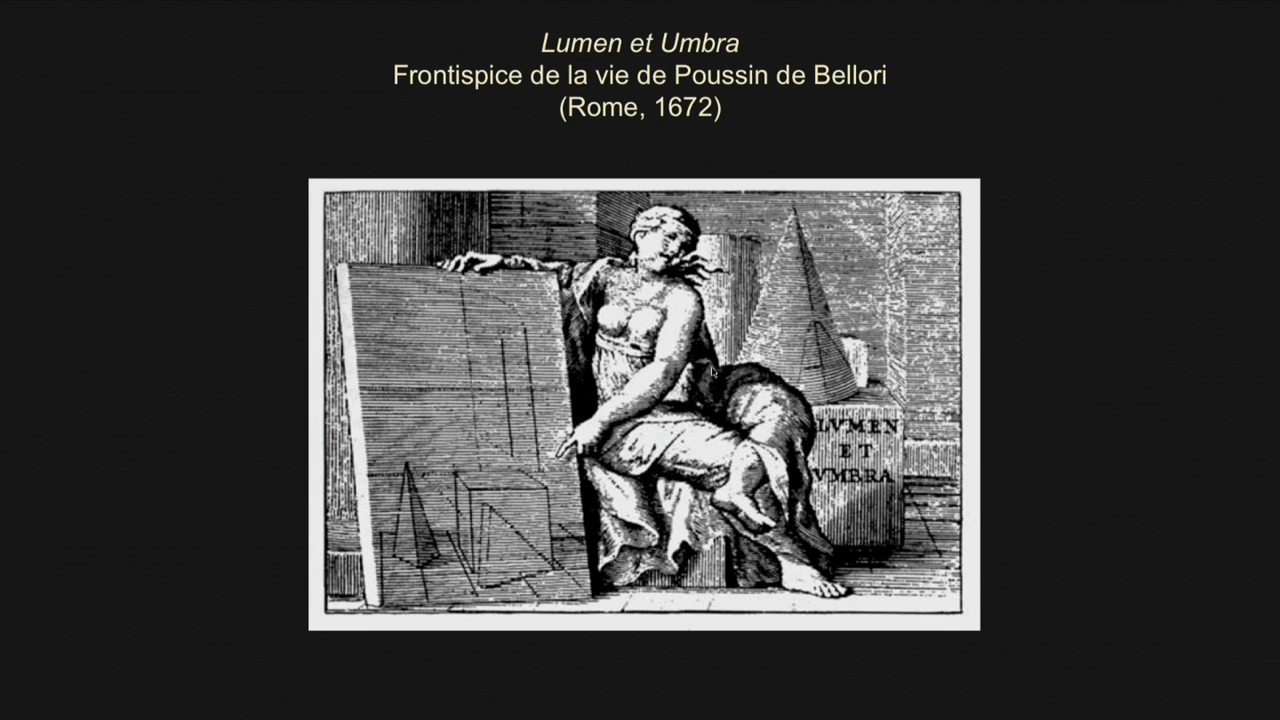 Lumen et Umbra
Frontispice de la vie de Poussin de Bellori
(Rome, 1672)
LVMEN
ET
VMBRA